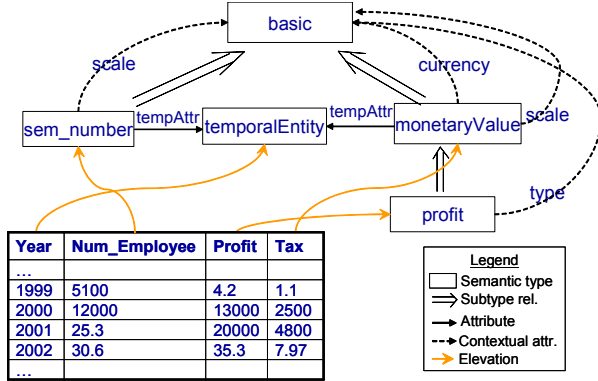 basic
scale
currency
sem_number
tempAttr
temporalEntity
tempAttr
monetaryValue
scale
type
profit
Year Num_Employee Profit Tax
...
1999 5100 4.2 1.1
2000 12000 13000 2500
2001 25.3 20000 4800
2002 30.6 35.3 7.97
...
Legend
Semantic type
Subtype rel.
Attribute
Contextual attr.
Elevation